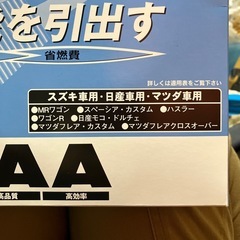 を引出す
省燃費
詳しくは適用表をご覧下さい
スズキ車用・日産車用・マツダ車用
●MRワゴン ●スペーシア・カスタム ●ハスラー
●ワゴンR ●日産モコ・ドルチェ
●マツダフレア・カスタム ●マツダフレアクロスオーバー
AA
高品質 高効率